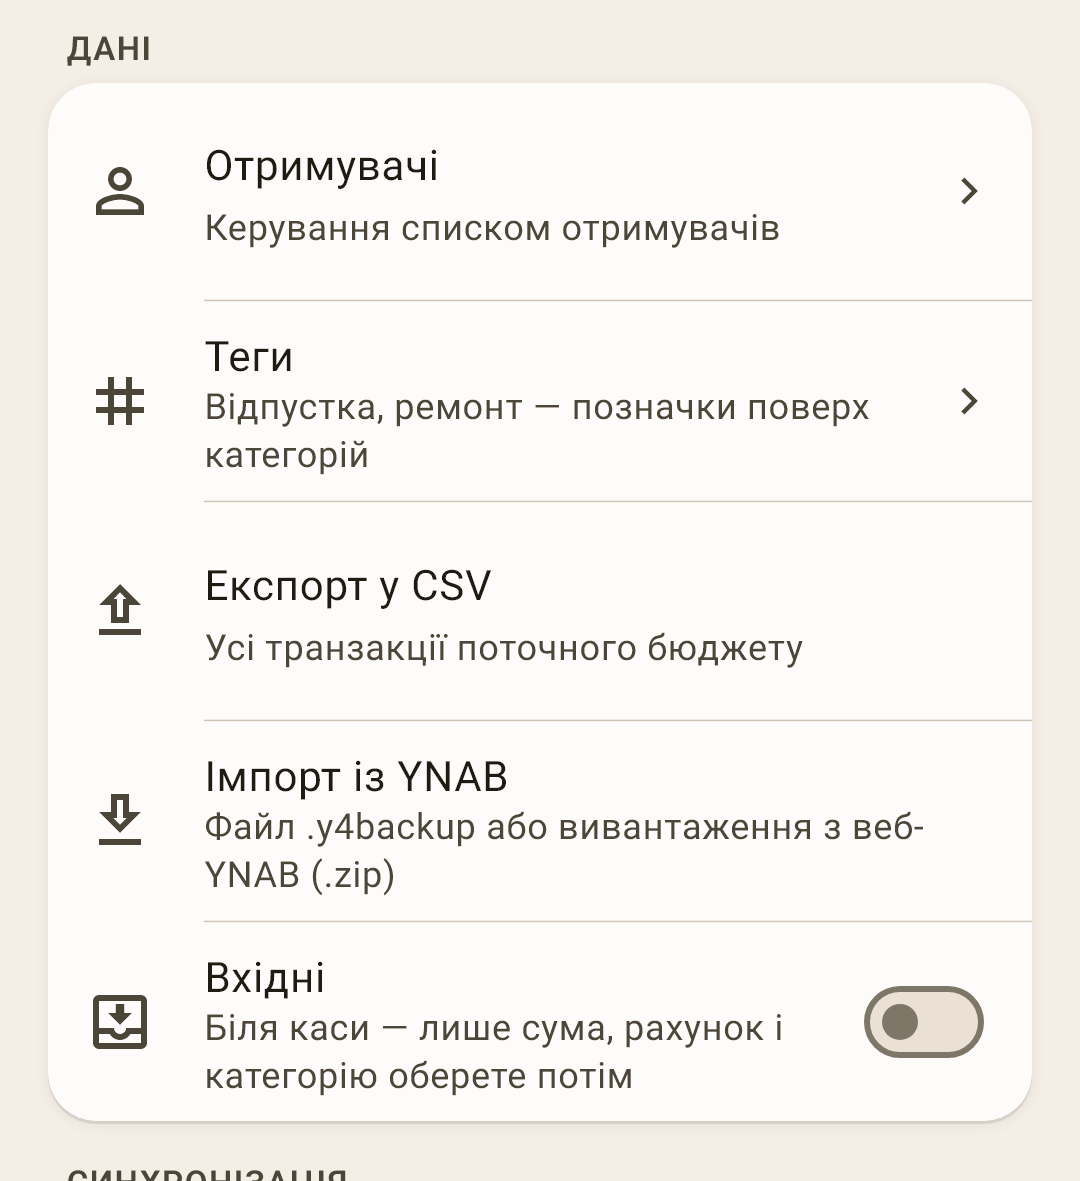 ДАНІ
Отримувачі
Керування списком отримувачів
Теги
Відпустка, ремонт — позначки поверх
категорій
Експорт у CSV
Усі транзакції поточного бюджету
Імпорт із YNAB
Файл .y4backup або вивантаження з веб-
YNAB (.zip)
Вхідні
Біля каси — лише сума, рахунок і
категорію оберете потім
СИНХРОНІЗАЦІЯ